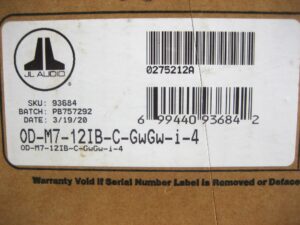 JL AUDIO
0275212A
SKU: 93684
BATCH: PB757292
DATE: 3/19/20
6 99440 93684 2
OD-M7-12IB-C-GwGw-i-4
OD-M7-12IB-C-GwGw-i-4
Warranty Void if Serial Number Label is Removed or Deface